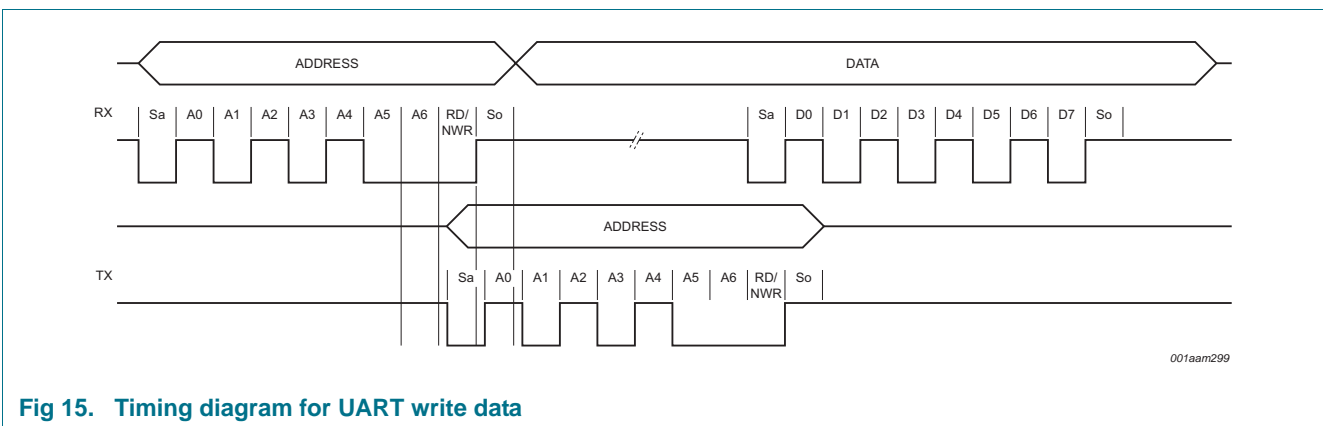 ADDRESS DATA
RX Sa A0 A1 A2 A3 A4 A5 A6 RD/ So Sa D0 D1 D2 D3 D4 D5 D6 D7 So
NWR
ADDRESS
TX Sa A0 A1 A2 A3 A4 A5 A6 RD/ So
NWR
001aam299
Fig 15. Timing diagram for UART write data